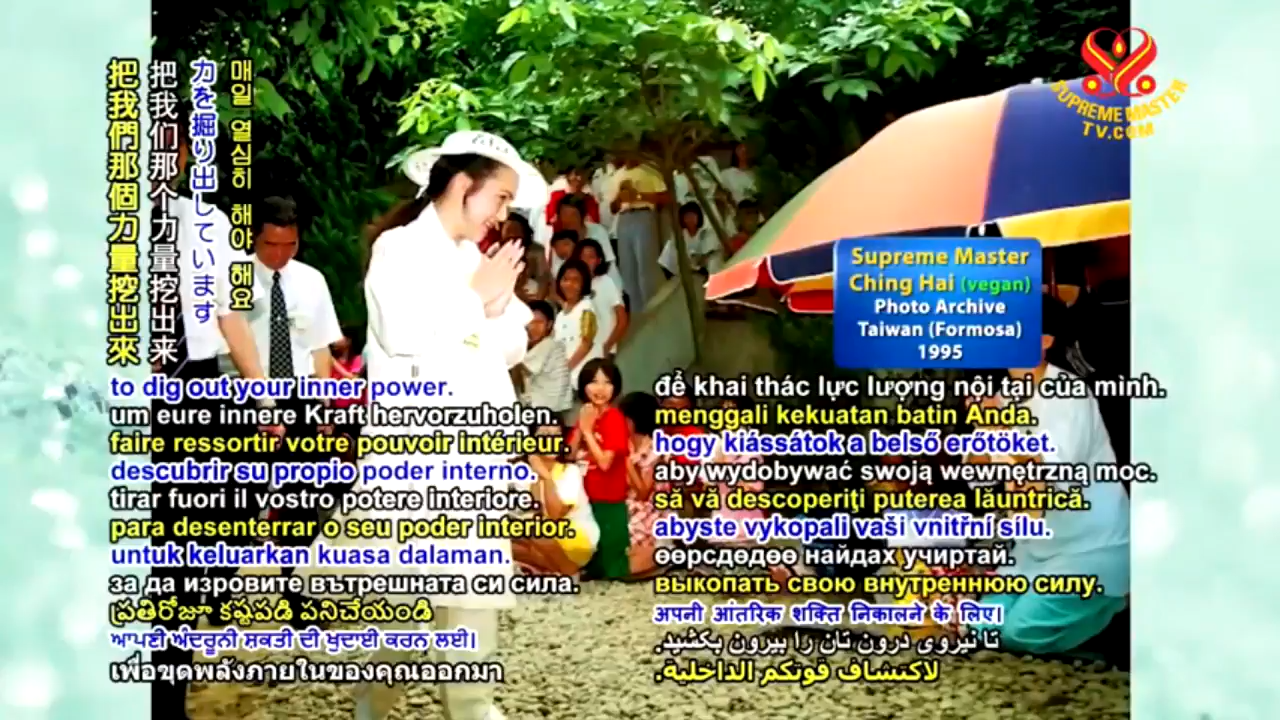 SUPREME MASTER
TV.COM
把我們那個力量挖出來
把我们那个力量挖出来
力を掘り出しています
매일 열심히 해야 해요
Supreme Master
Ching Hai (vegan)
Photo Archive
Taiwan (Formosa)
1995
to dig out your inner power.
um eure innere Kraft hervorzuholen.
faire ressortir votre pouvoir intérieur.
descubrir su propio poder interno.
tirar fuori il vostro potere interiore.
para desenterrar o seu poder interior.
untuk keluarkan kuasa dalaman.
за да изровите вътрешната си сила.
ప్రతిరోజూ కష్టపడి పనిచేయండి
ਆਪਣੀ ਅੰਦਰੂਨੀ ਸ਼ਕਤੀ ਦੀ ਖੁਦਾਈ ਕਰਨ ਲਈ।
เพื่อขุดพลังภายในของคุณออกมา
để khai thác lực lượng nội tại của mình.
menggali kekuatan batin Anda.
hogy kiássátok a belső erőtöket.
aby wydobywać swoją wewnętrzną moc.
să vă descoperiţi puterea lăuntrică.
abyste vykopali vaši vnitřní sílu.
өөрсдөдөө найдах учиртай.
выкопать свою внутреннюю силу.
अपनी आंतरिक शक्ति निकालने के लिए।
تا نیروی درون تان را بیرون بکشید.
لاكتشاف قوتكم الداخلية.